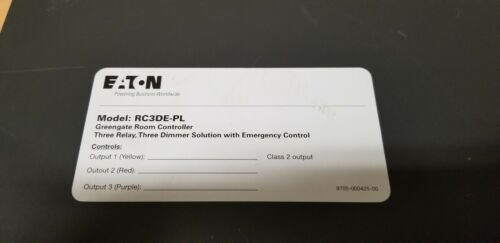 EATON
Powering Business Worldwide
Model: RC3DE-PL
Greengate Room Controller
Three Relay, Three Dimmer Solution with Emergency Control
Controls:
Output 1 (Yellow): Class 2 output
Outout 2 (Red):
Output 3 (Purple):
9705-000425-00